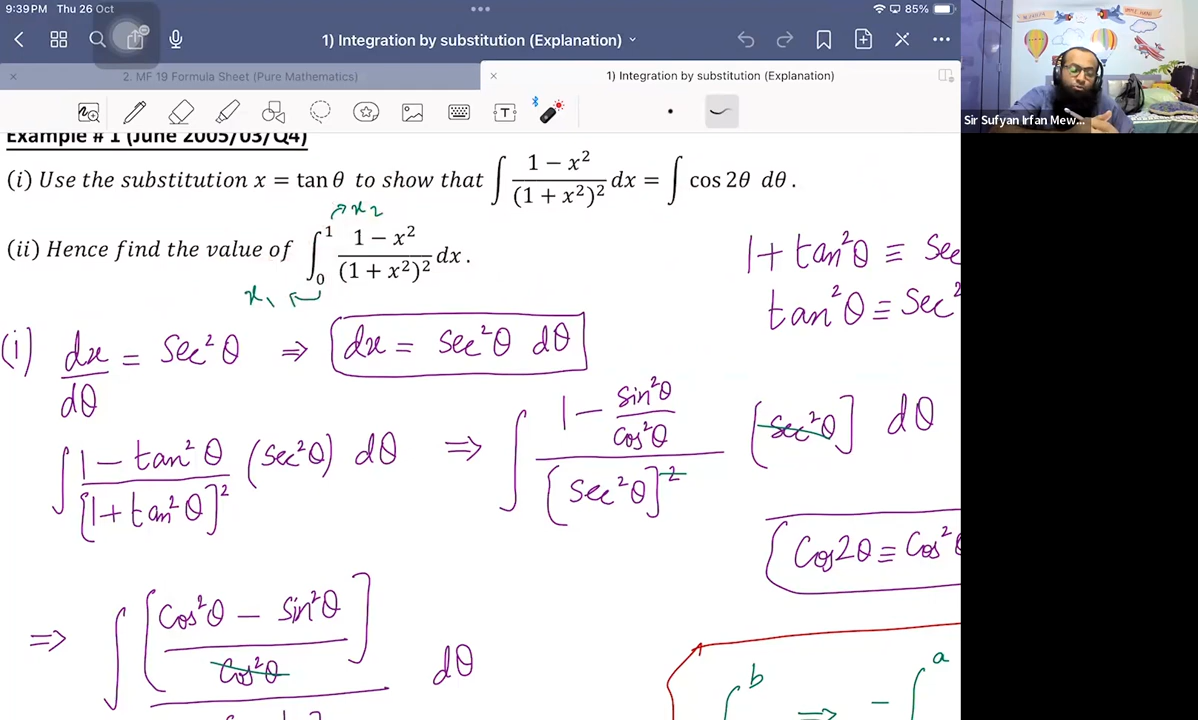 9:39 PM Thu 26 Oct
85%
1) Integration by substitution (Explanation)
2. MF 19 Formula Sheet (Pure Mathematics)
1) Integration by substitution (Explanation)
Sir Sufyan Irfan Mew...
Example # 1 (June 2005/03/Q4)
(i) Use the substitution x = tan θ to show that ∫ (1 − x²)/(1 + x²)² dx = ∫ cos 2θ dθ.
x₂
(ii) Hence find the value of ∫₀¹ (1 − x²)/(1 + x²)² dx.
x₁
1 + tan²θ ≡ Sec
tan²θ ≡ Sec²
(i) dx/dθ = Sec²θ ⇒ dx = Sec²θ dθ
∫ (1 − tan²θ)/[1 + tan²θ]² (Sec²θ) dθ ⇒ ∫ (1 − Sin²θ/Cos²θ)/[Sec²θ]² [Sec²θ] dθ
Cos2θ ≡ Cos²θ
⇒ ∫ [(Cos²θ − Sin²θ)/Cos²θ] dθ
∫ᵇ ⇒ − ∫ᵃ